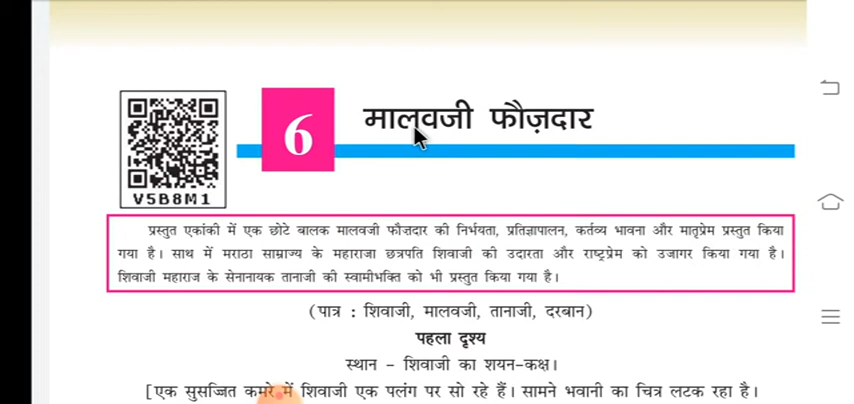 मालवजी फौज़दार
6
V5B8M1
प्रस्तुत एकांकी में एक छोटे बालक मालवजी फौज़दार की निर्भयता, प्रतिज्ञापालन, कर्तव्य भावना और मातृप्रेम प्रस्तुत किया
गया है। साथ में मराठा साम्राज्य के महाराजा छत्रपति शिवाजी की उदारता और राष्ट्रप्रेम को उजागर किया गया है।
शिवाजी महाराज के सेनानायक तानाजी की स्वामीभक्ति को भी प्रस्तुत किया गया है।
(पात्र : शिवाजी, मालवजी, तानाजी, दरबान)
पहला दृश्य
स्थान - शिवाजी का शयन-कक्ष।
[एक सुसज्जित कमरे में शिवाजी एक पलंग पर सो रहे हैं। सामने भवानी का चित्र लटक रहा है।